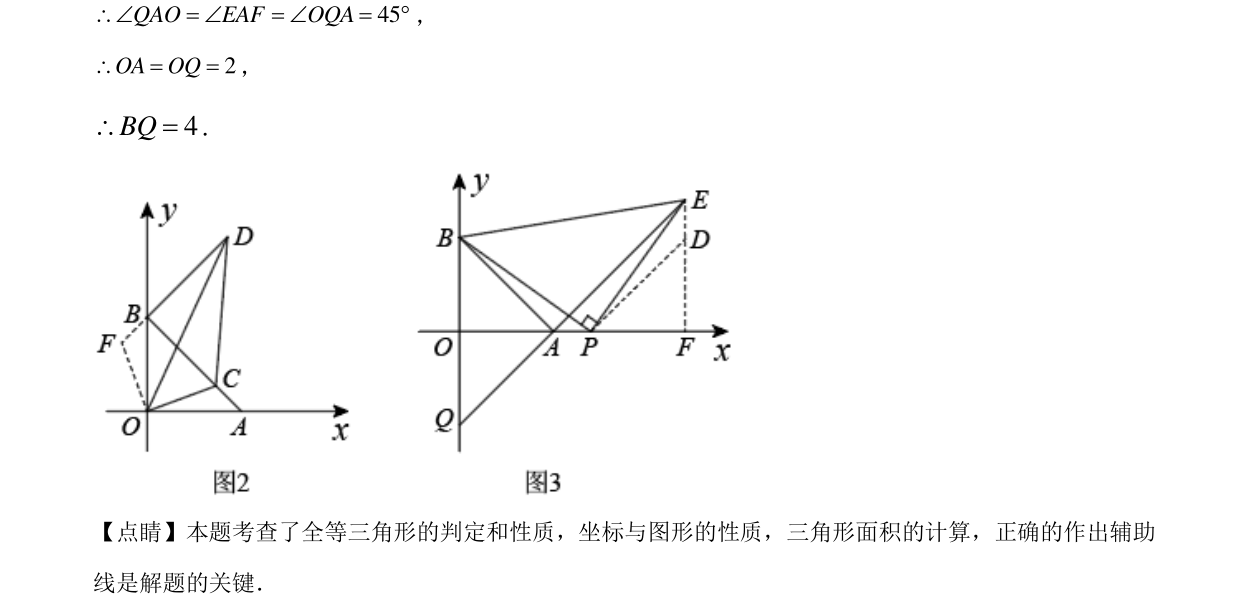 ∴∠QAO=∠EAF=∠OQA=45°,
∴OA=OQ=2,
∴BQ=4.
y
D
B
F
C
O
A
x
图2
y
E
B
D
O
A
P
F
x
Q
图3
【点睛】本题考查了全等三角形的判定和性质，坐标与图形的性质，三角形面积的计算，正确的作出辅助
线是解题的关键．